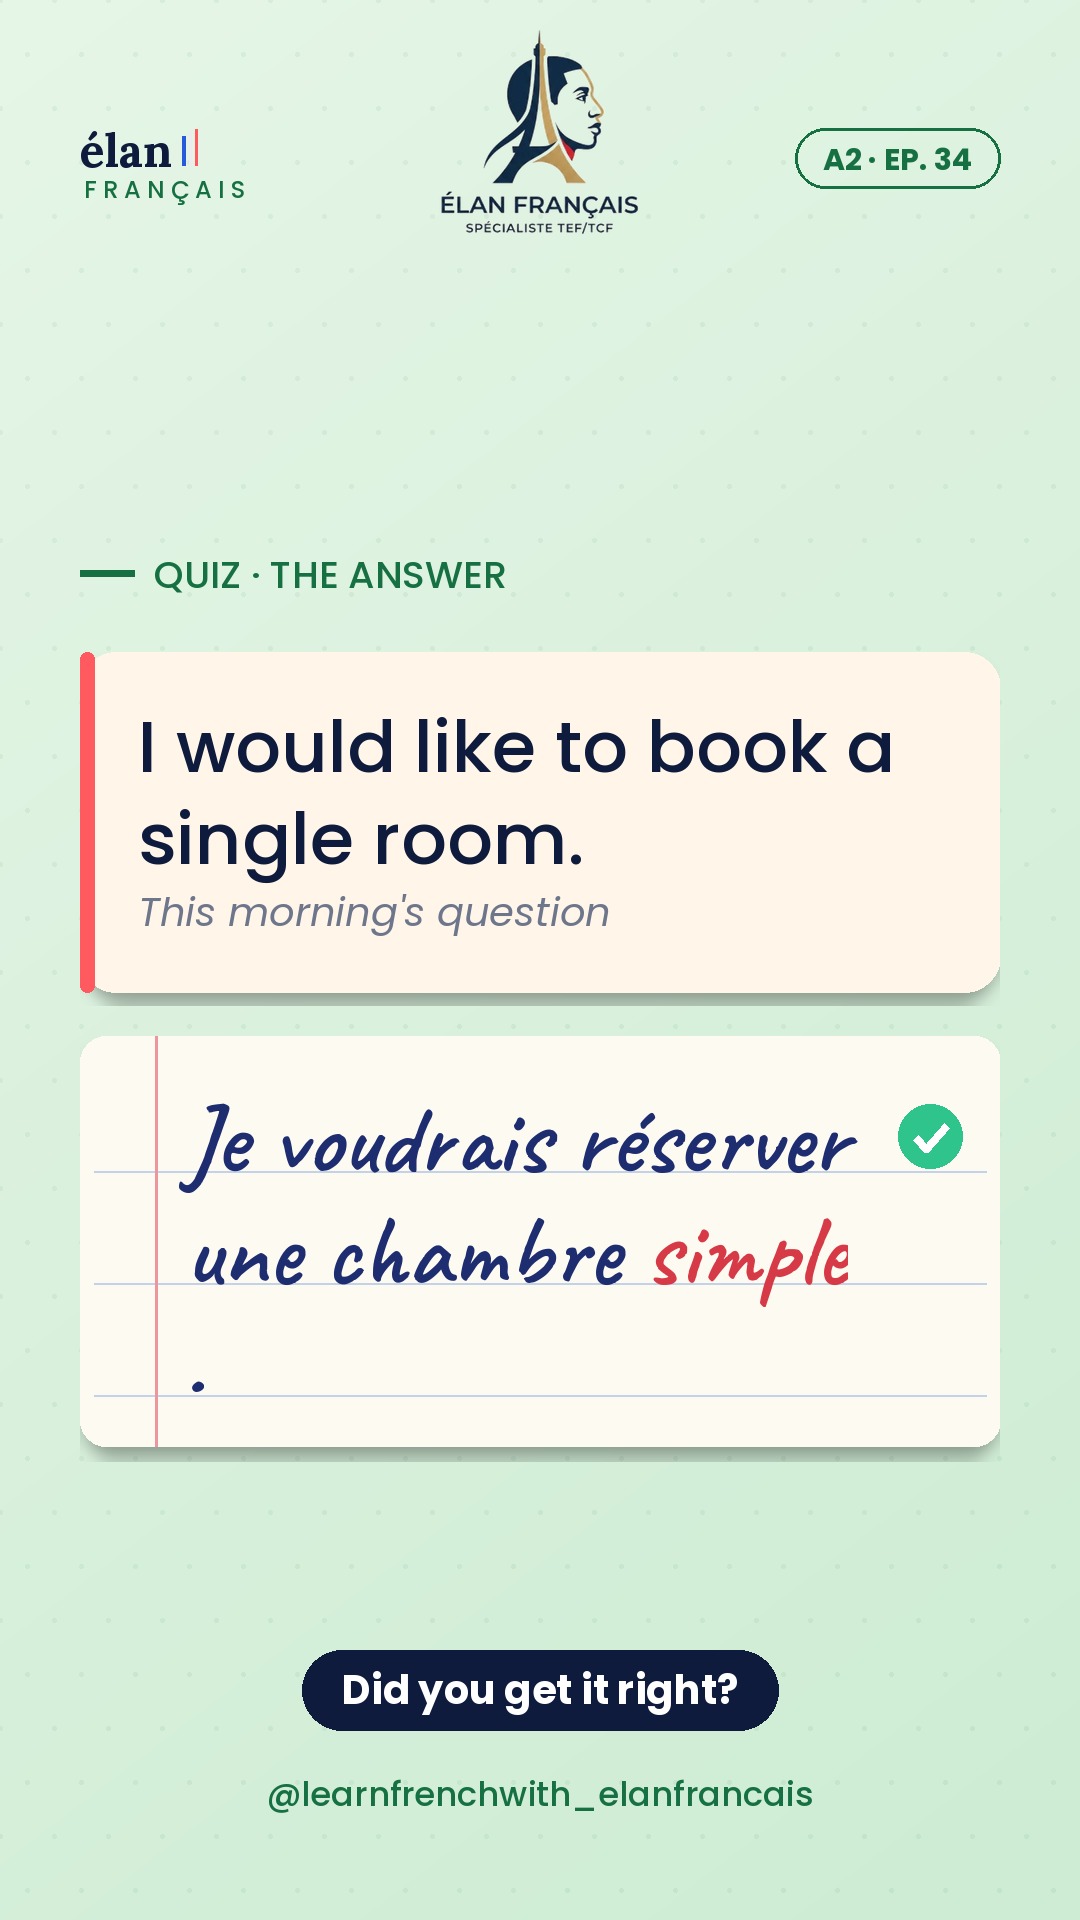 élan
FRANÇAIS
ÉLAN FRANÇAIS
SPÉCIALISTE TEF/TCF
A2 · EP. 34
QUIZ · THE ANSWER
I would like to book a
single room.
This morning's question
Je voudrais réserver
une chambre simple
.
Did you get it right?
@learnfrenchwith_elanfrancais